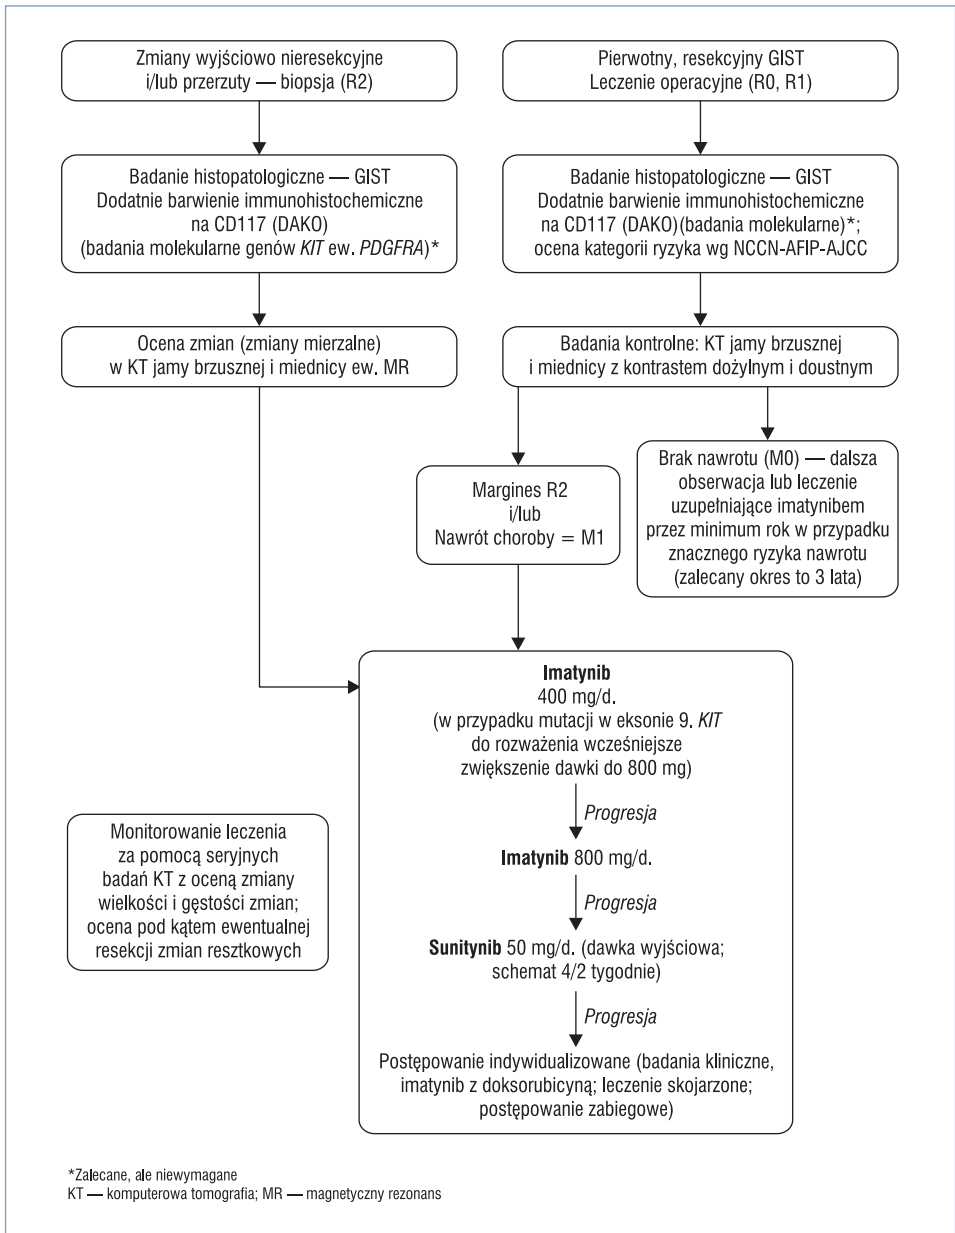 Zmiany wyjściowo nieresekcyjne
i/lub przerzuty — biopsja (R2)
Pierwotny, resekcyjny GIST
Leczenie operacyjne (R0, R1)
Badanie histopatologiczne — GIST
Dodatnie barwienie immunohistochemiczne
na CD117 (DAKO)
(badania molekularne genów KIT ew. PDGFRA)*
Badanie histopatologiczne — GIST
Dodatnie barwienie immunohistochemiczne
na CD117 (DAKO)(badania molekularne)*;
ocena kategorii ryzyka wg NCCN-AFIP-AJCC
Ocena zmian (zmiany mierzalne)
w KT jamy brzusznej i miednicy ew. MR
Badania kontrolne: KT jamy brzusznej
i miednicy z kontrastem dożylnym i doustnym
Margines R2
i/lub
Nawrót choroby = M1
Brak nawrotu (M0) — dalsza
obserwacja lub leczenie
uzupełniające imatynibem
przez minimum rok w przypadku
znacznego ryzyka nawrotu
(zalecany okres to 3 lata)
Imatynib
400 mg/d.
(w przypadku mutacji w eksonie 9. KIT
do rozważenia wcześniejsze
zwiększenie dawki do 800 mg)
Progresja
Imatynib 800 mg/d.
Progresja
Sunitynib 50 mg/d. (dawka wyjściowa;
schemat 4/2 tygodnie)
Progresja
Postępowanie indywidualizowane (badania kliniczne,
imatynib z doksorubicyną; leczenie skojarzone;
postępowanie zabiegowe)
Monitorowanie leczenia
za pomocą seryjnych
badań KT z oceną zmiany
wielkości i gęstości zmian;
ocena pod kątem ewentualnej
resekcji zmian resztkowych
*Zalecane, ale niewymagane
KT — komputerowa tomografia; MR — magnetyczny rezonans